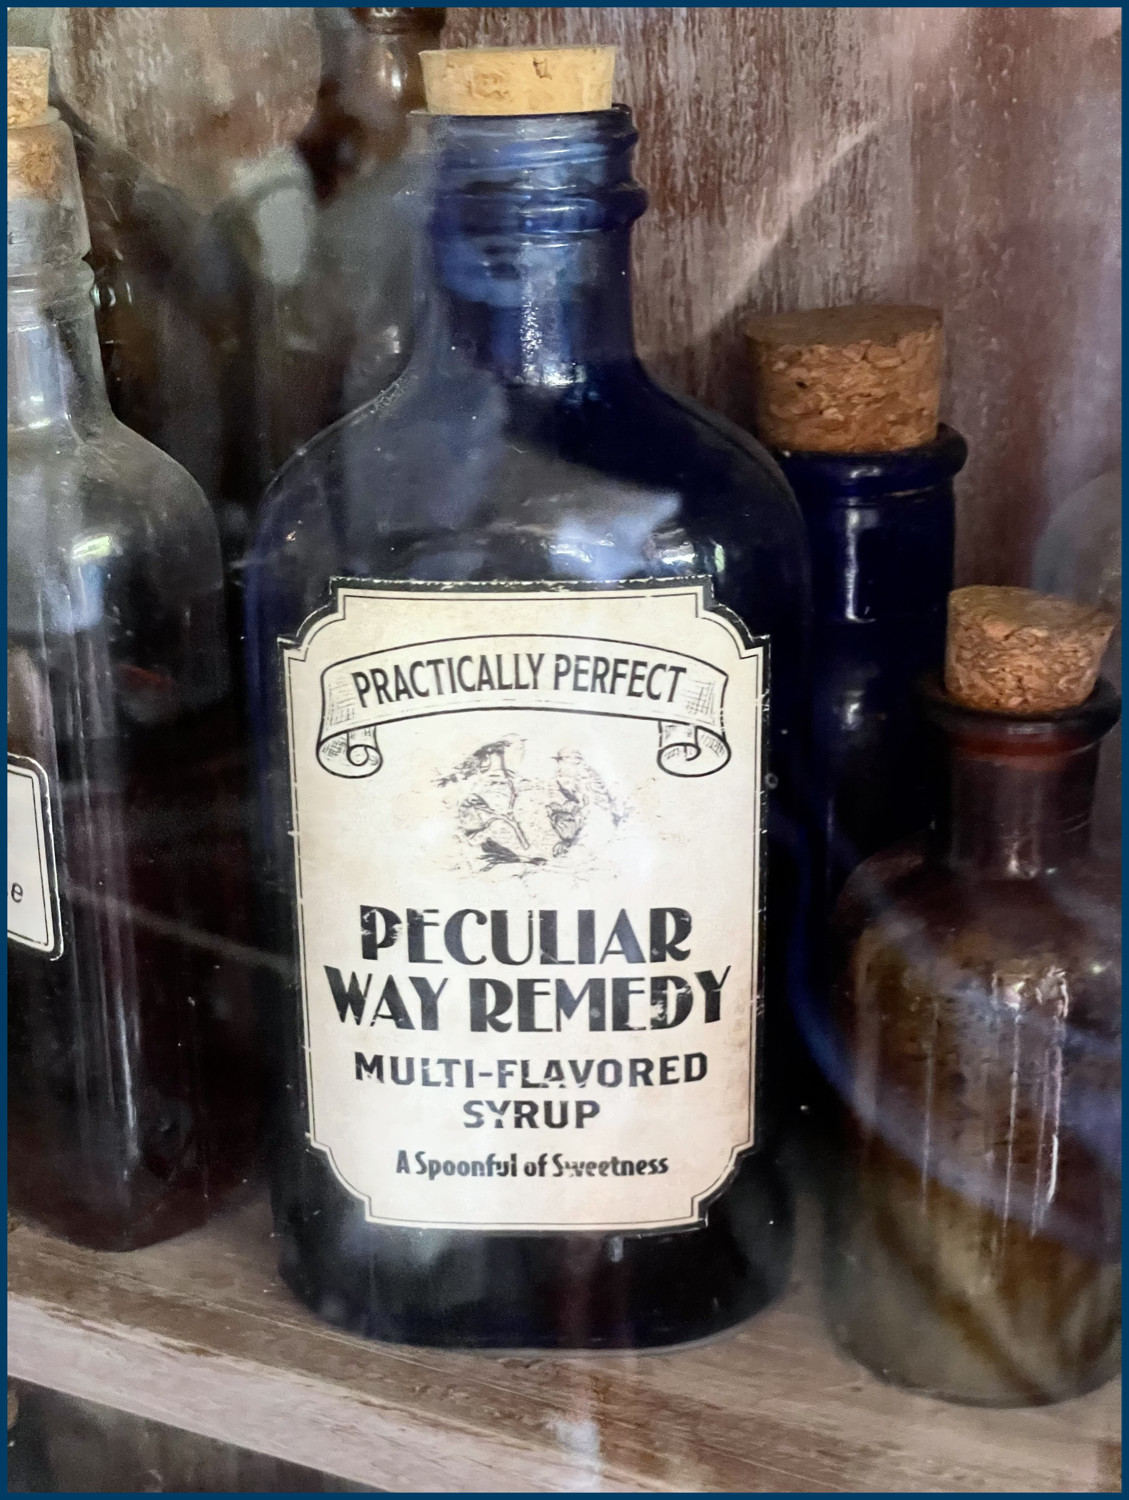 PRACTICALLY PERFECT
PECULIAR
WAY REMEDY
MULTI-FLAVORED
SYRUP
A Spoonful of Sweetness
e